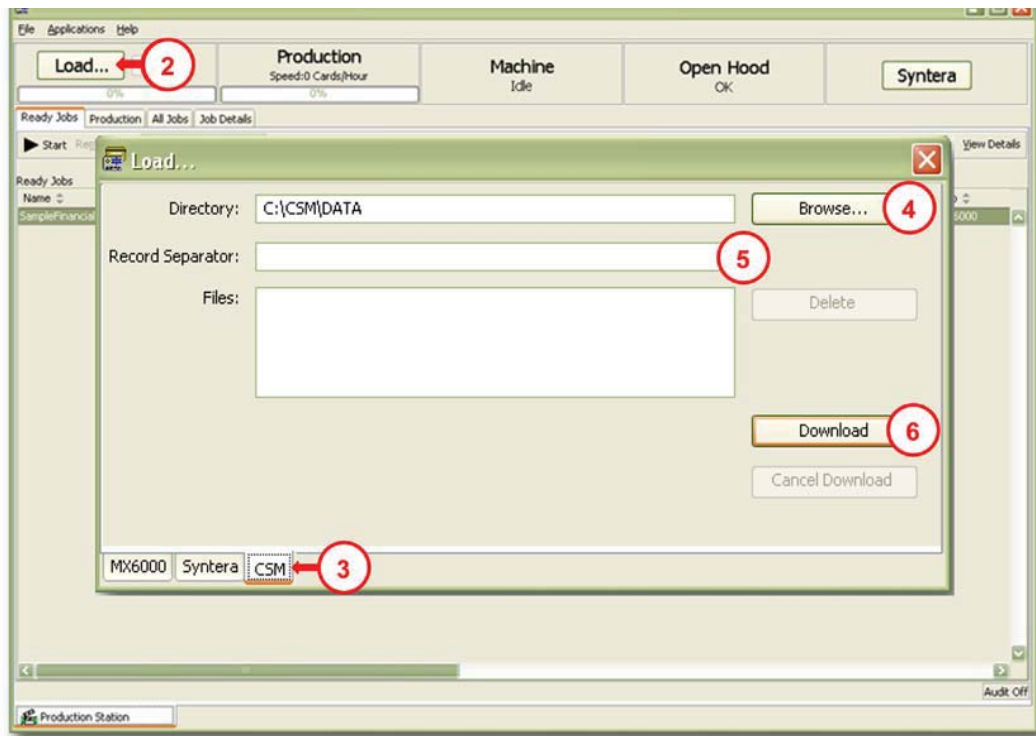 File Applications Help
Load... 2
0%
Production
Speed:0 Cards/Hour
0%
Machine
Idle
Open Hood
OK
Syntera
Ready Jobs Production All Jobs Job Details
Start
View Details
Load...
Ready Jobs
Name
SampleFinancial
6000
Directory: C:\CSM\DATA Browse... 4
Record Separator: 5
Files: Delete
Download 6
Cancel Download
MX6000 Syntera CSM 3
Audit Off
Production Station